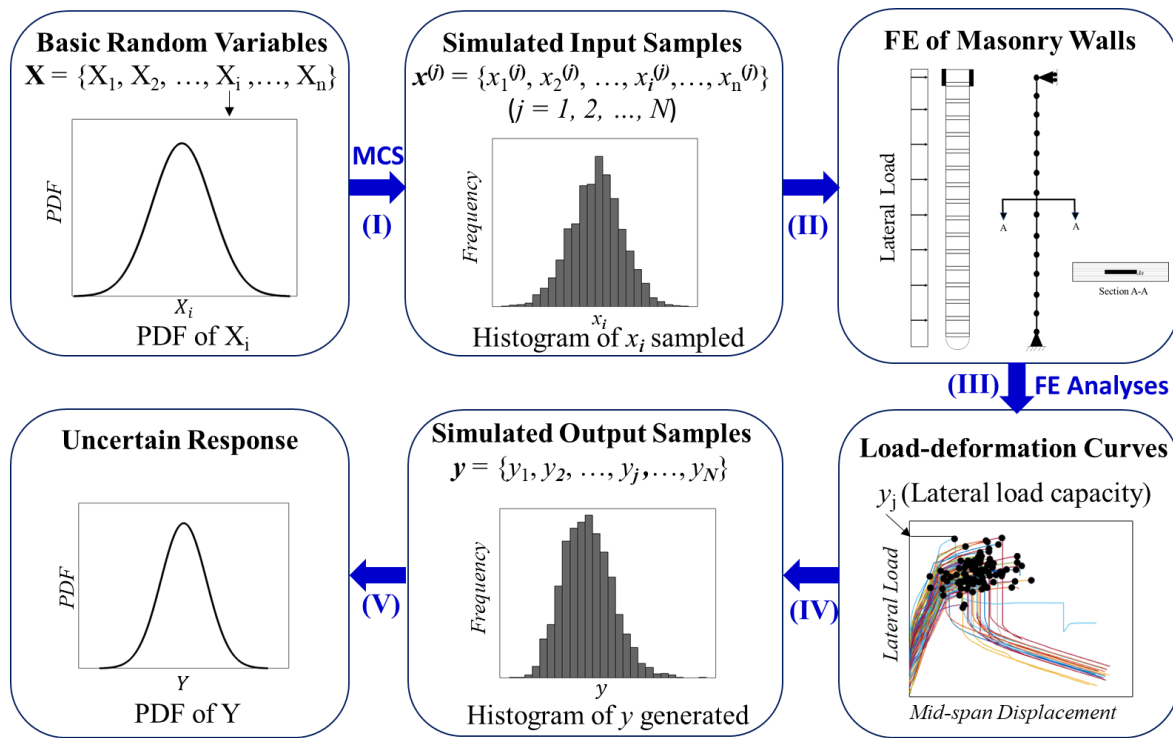 Basic Random Variables
X = {X₁, X₂, …, Xᵢ ,…, Xₙ}
PDF
Xᵢ
PDF of Xᵢ
MCS
(I)
Simulated Input Samples
x⁽ʲ⁾ = {x₁⁽ʲ⁾, x₂⁽ʲ⁾, …, xᵢ⁽ʲ⁾,…, xₙ⁽ʲ⁾}
(j = 1, 2, …, N)
Frequency
xᵢ
Histogram of xᵢ sampled
(II)
FE of Masonry Walls
Lateral Load
A
A
Section A-A
(III)
FE Analyses
Load-deformation Curves
yⱼ (Lateral load capacity)
Lateral Load
Mid-span Displacement
(IV)
Simulated Output Samples
y = {y₁, y₂, …, yⱼ,…, y_N}
Frequency
y
Histogram of y generated
(V)
Uncertain Response
PDF
Y
PDF of Y